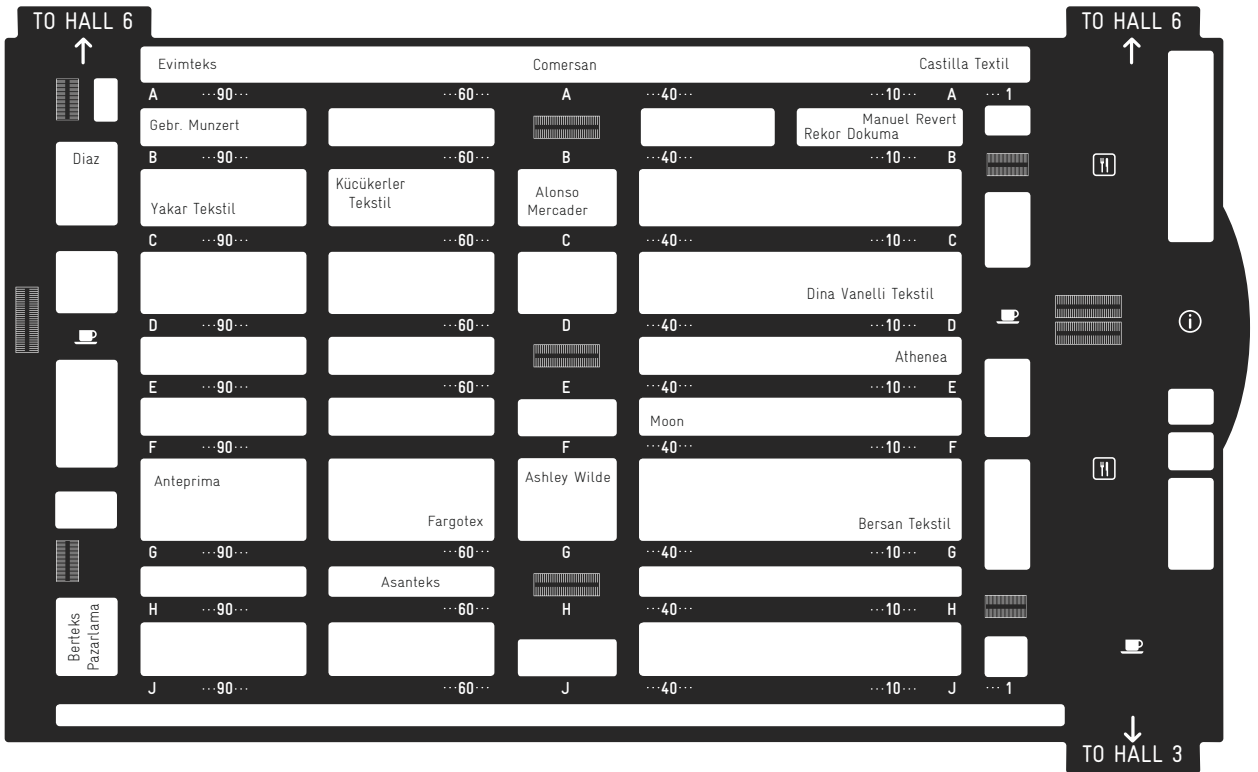 TO HALL 6
TO HALL 6
Evimteks Comersan Castilla Textil
A ···90··· ···60··· A ···40··· ···10··· A ··· 1
Gebr. Munzert
Manuel Revert
Rekor Dokuma
Diaz
B ···90··· ···60··· B ···40··· ···10··· B
Kücükerler
Tekstil
Alonso
Mercader
Yakar Tekstil
C ···90··· ···60··· C ···40··· ···10··· C
Dina Vanelli Tekstil
D ···90··· ···60··· D ···40··· ···10··· D
Athenea
E ···90··· ···60··· E ···40··· ···10··· E
Moon
F ···90··· ···60··· F ···40··· ···10··· F
Anteprima
Ashley Wilde
Fargotex
Bersan Tekstil
G ···90··· ···60··· G ···40··· ···10··· G
Asanteks
H ···90··· ···60··· H ···40··· ···10··· H
Berteks
Pazarlama
J ···90··· ···60··· J ···40··· ···10··· J ··· 1
TO HALL 3